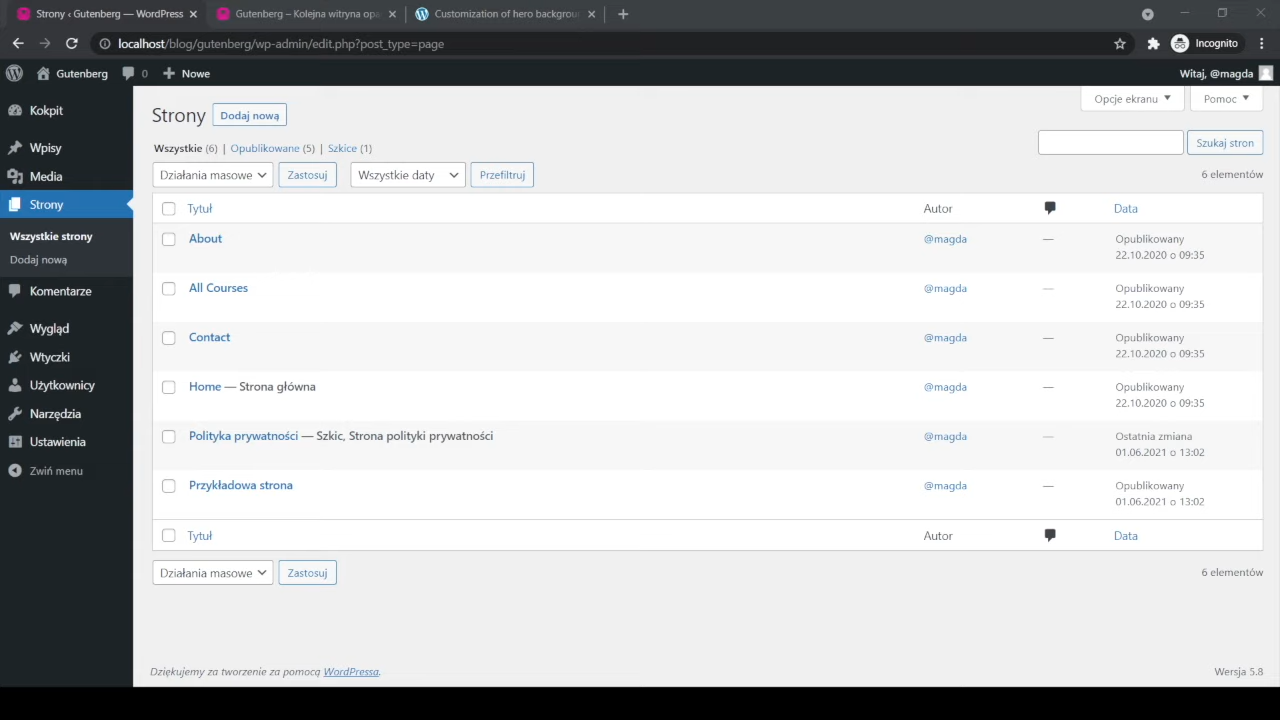 Strony ‹ Gutenberg — WordPress
Gutenberg – Kolejna witryna opa
Customization of hero backgroun
localhost/blog/gutenberg/wp-admin/edit.php?post_type=page
Incognito
Gutenberg
0
Nowe
Witaj, @magda
Kokpit
Wpisy
Media
Strony
Wszystkie strony
Dodaj nową
Komentarze
Wygląd
Wtyczki
Użytkownicy
Narzędzia
Ustawienia
Zwiń menu
Opcje ekranu
Pomoc
Strony
Dodaj nową
Wszystkie (6) | Opublikowane (5) | Szkice (1)
Szukaj stron
Działania masowe
Zastosuj
Wszystkie daty
Przefiltruj
6 elementów
Tytuł Autor Data
About @magda — Opublikowany
22.10.2020 o 09:35
All Courses @magda — Opublikowany
22.10.2020 o 09:35
Contact @magda — Opublikowany
22.10.2020 o 09:35
Home — Strona główna @magda — Opublikowany
22.10.2020 o 09:35
Polityka prywatności — Szkic, Strona polityki prywatności @magda — Ostatnia zmiana
01.06.2021 o 13:02
Przykładowa strona @magda — Opublikowany
01.06.2021 o 13:02
Tytuł Autor Data
Działania masowe
Zastosuj
6 elementów
Dziękujemy za tworzenie za pomocą WordPressa.
Wersja 5.8